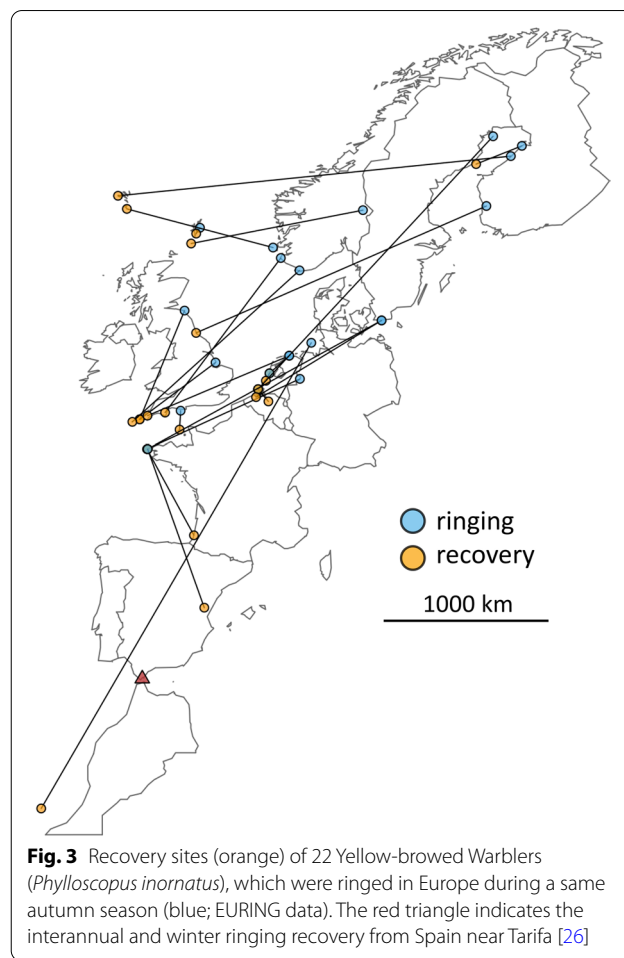 ringing
recovery
1000 km
Fig. 3 Recovery sites (orange) of 22 Yellow-browed Warblers
(Phylloscopus inornatus), which were ringed in Europe during a same
autumn season (blue; EURING data). The red triangle indicates the
interannual and winter ringing recovery from Spain near Tarifa [26]